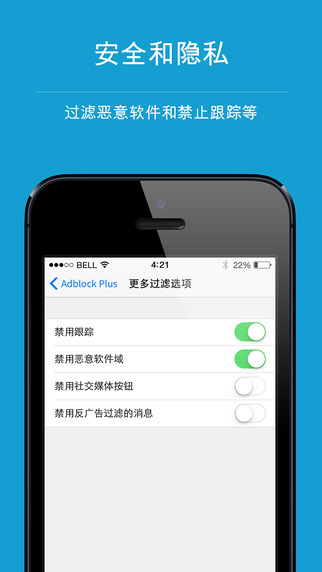 安全和隐私
过滤恶意软件和禁止跟踪等
BELL 4:21 22%
Adblock Plus 更多过滤选项
禁用跟踪
禁用恶意软件域
禁用社交媒体按钮
禁用反广告过滤的消息